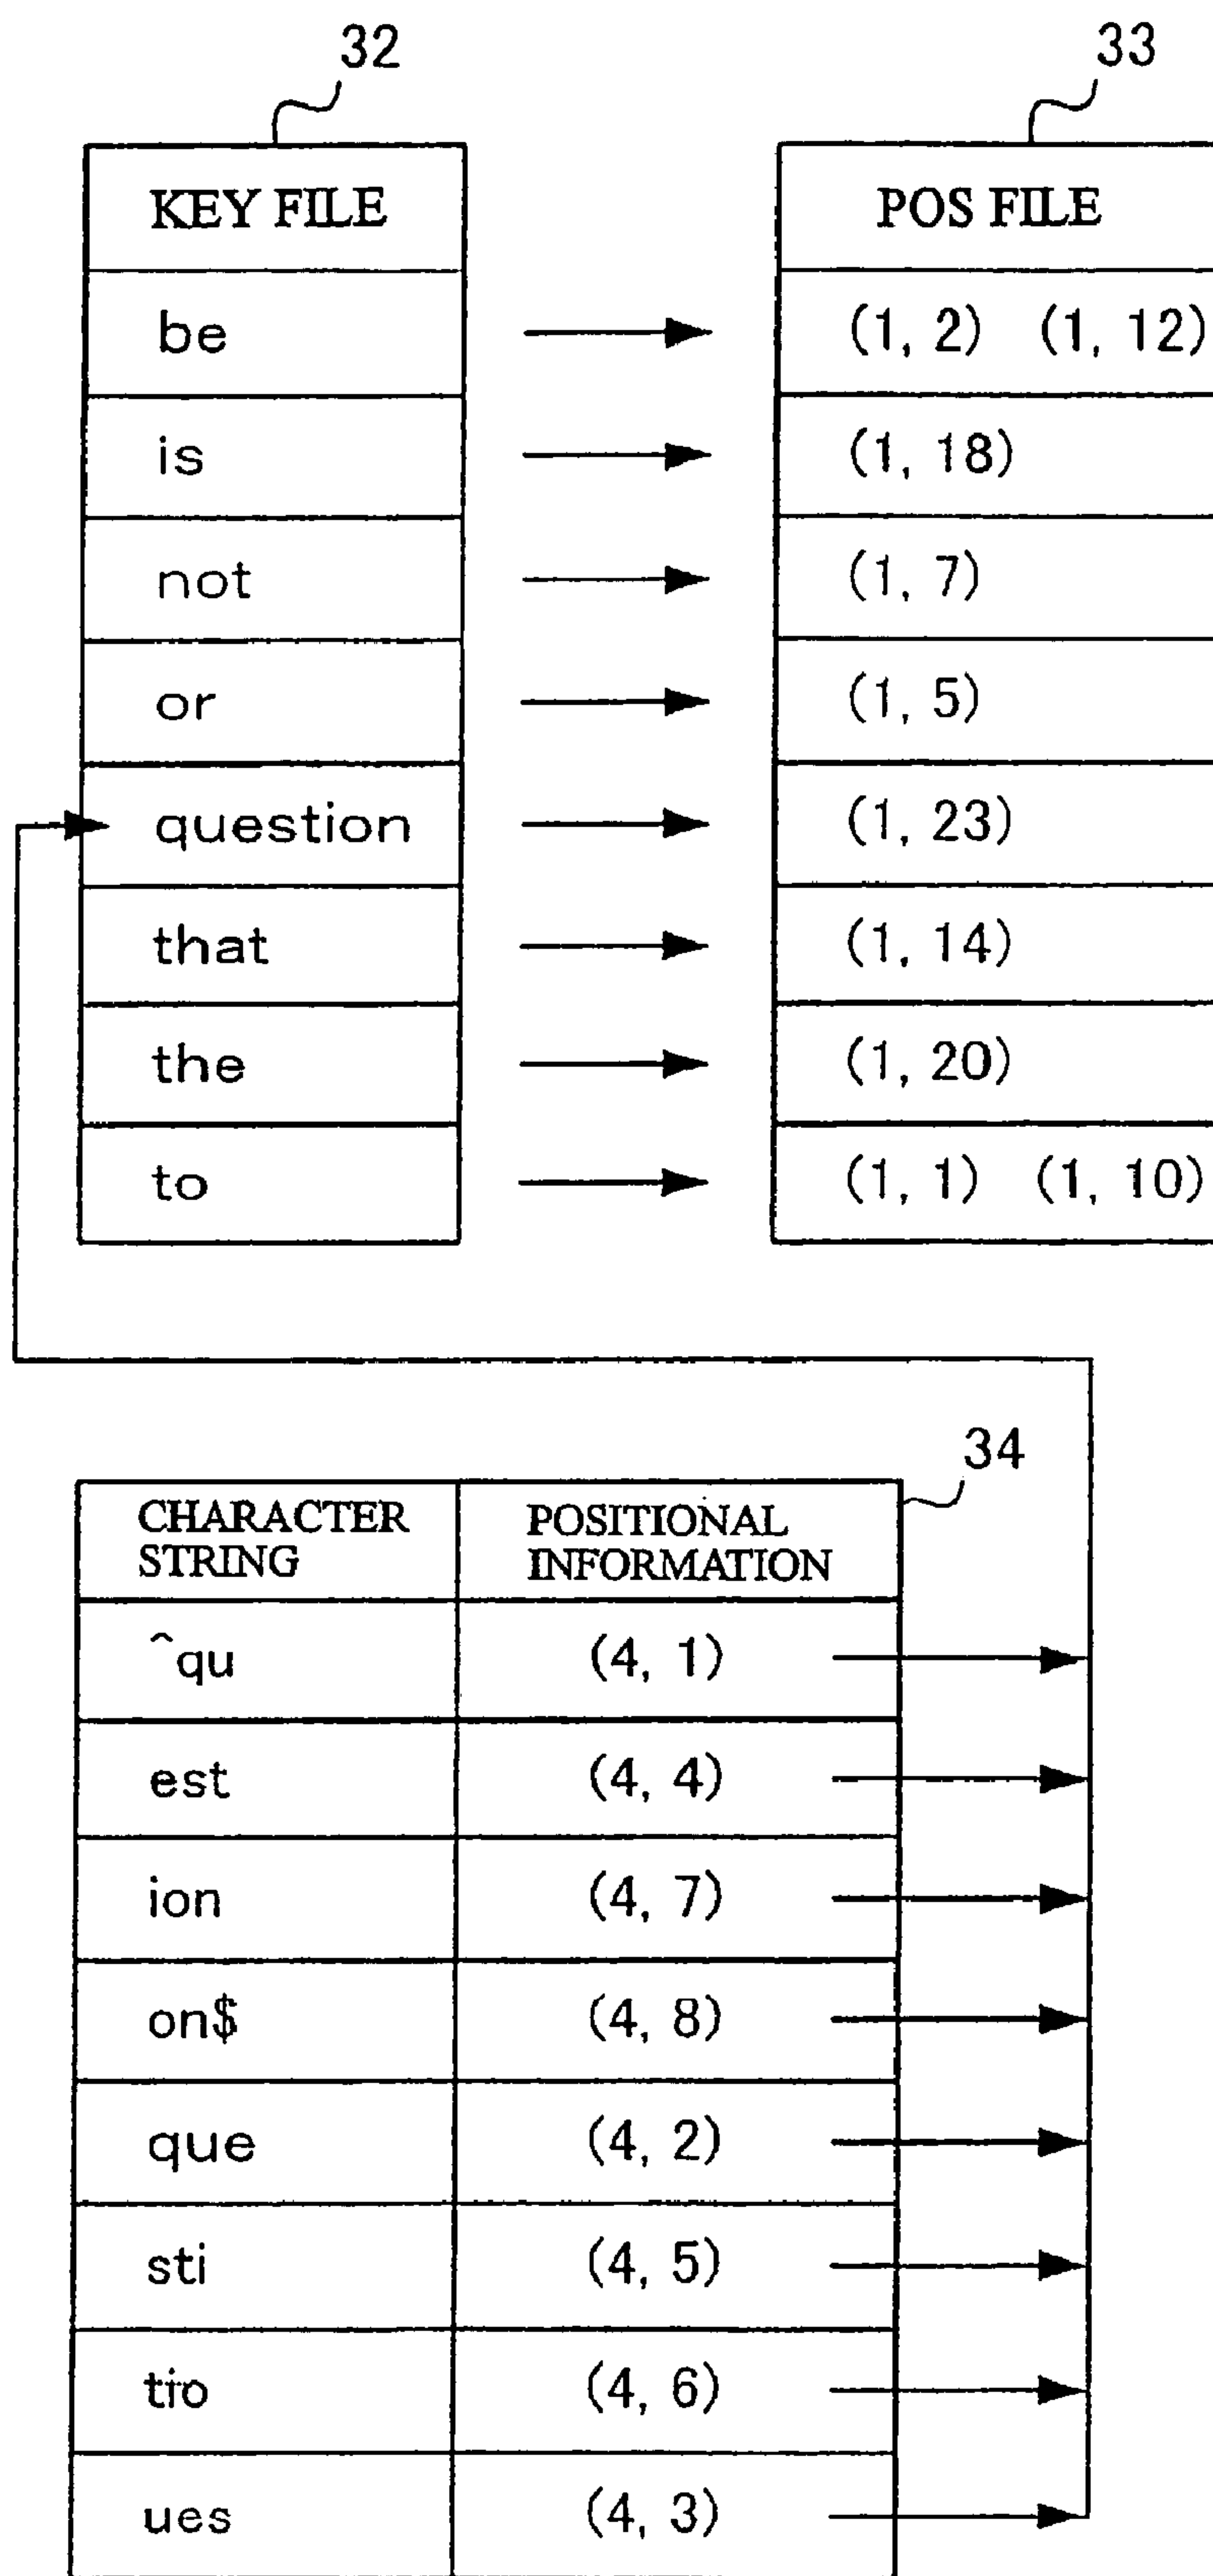 32 33
KEY FILE POS FILE
be (1, 2) (1, 12)
is (1, 18)
not (1, 7)
or (1, 5)
question (1, 23)
that (1, 14)
the (1, 20)
to (1, 1) (1, 10)
34
CHARACTER POSITIONAL
STRING INFORMATION
^qu (4, 1)
est (4, 4)
ion (4, 7)
on$ (4, 8)
que (4, 2)
sti (4, 5)
tio (4, 6)
ues (4, 3)